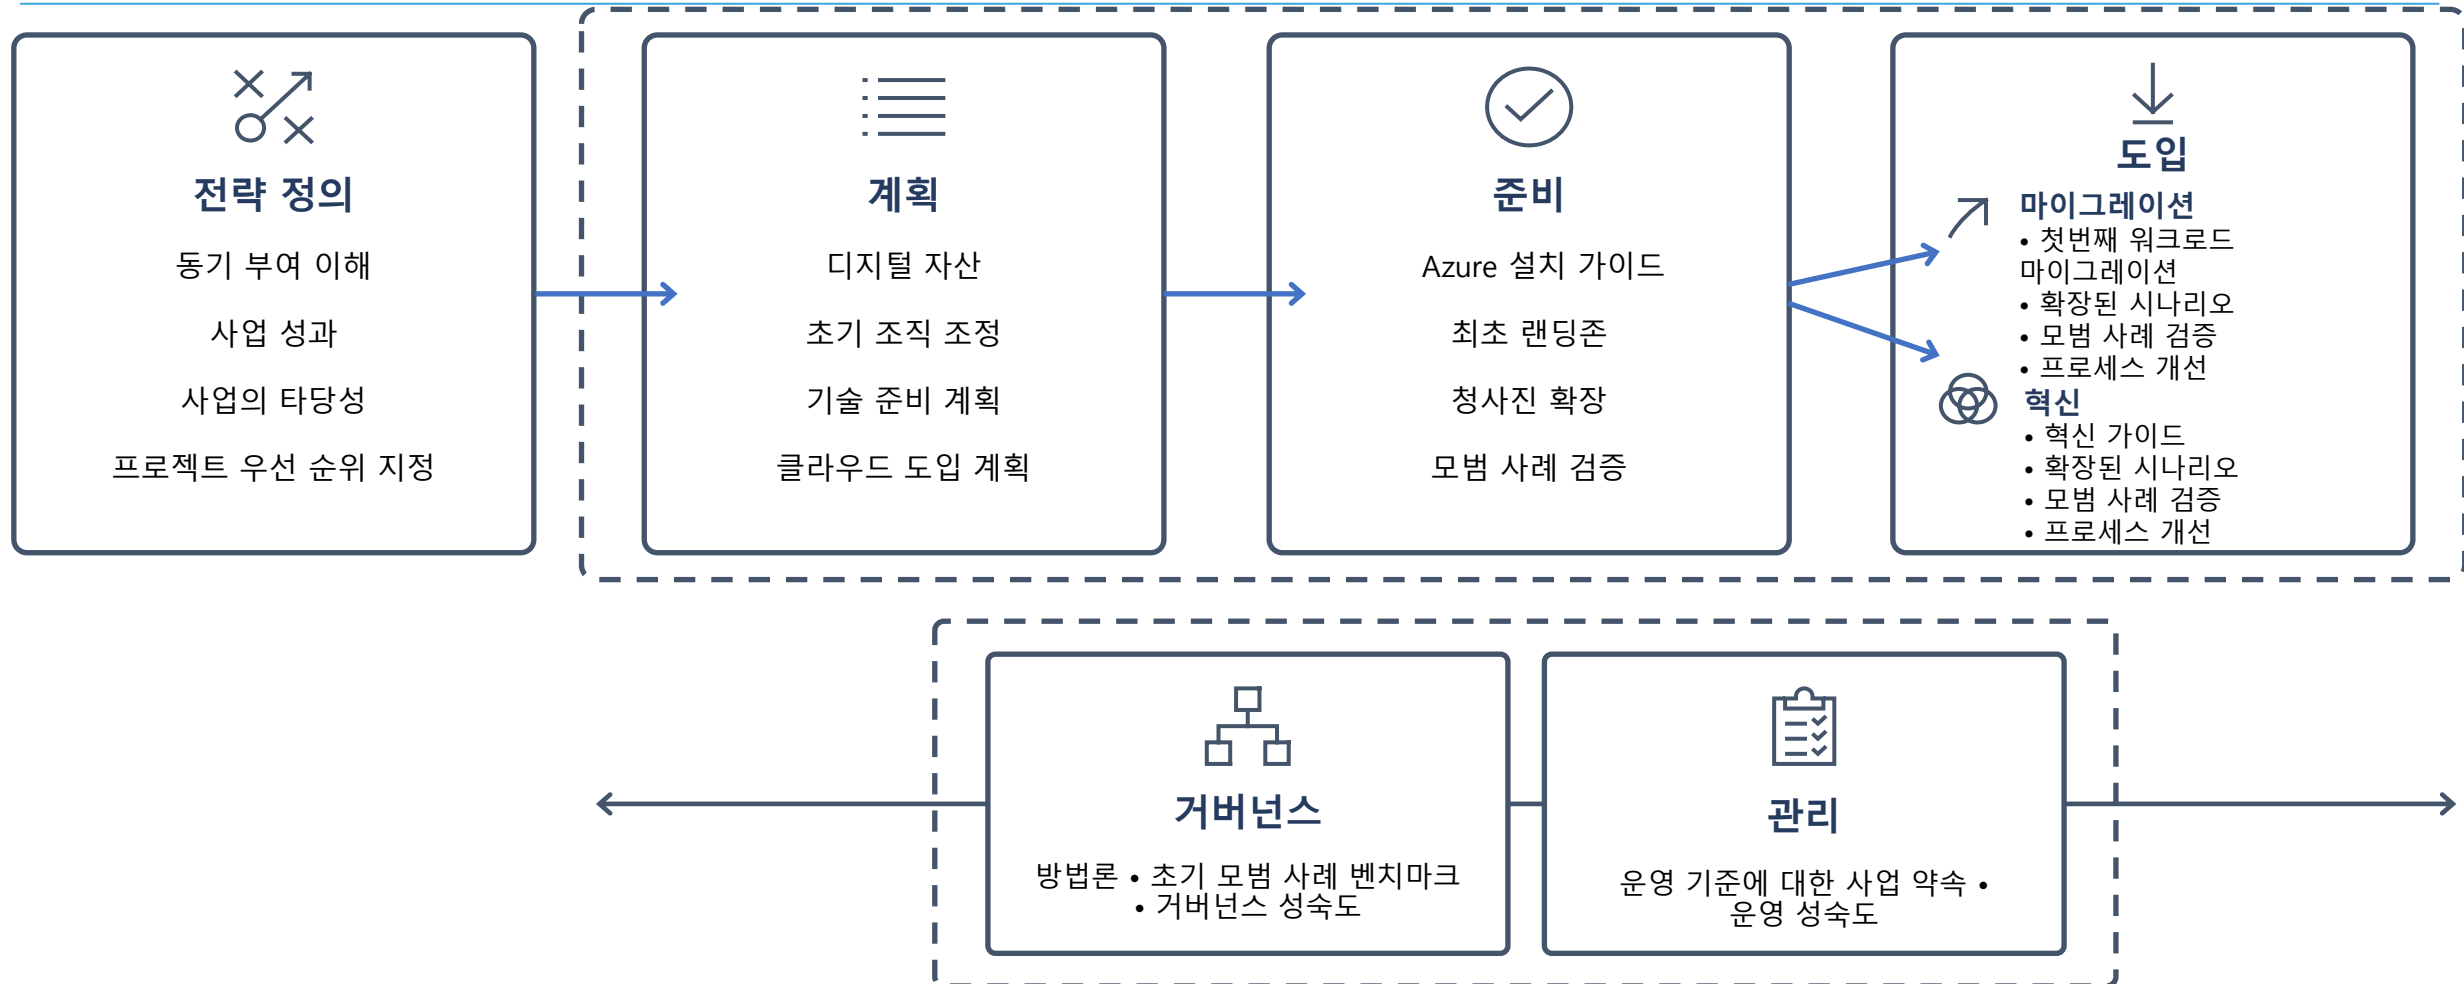 전략 정의
동기 부여 이해
사업 성과
사업의 타당성
프로젝트 우선 순위 지정
계획
디지털 자산
초기 조직 조정
기술 준비 계획
클라우드 도입 계획
준비
Azure 설치 가이드
최초 랜딩존
청사진 확장
모범 사례 검증
도입
마이그레이션
• 첫번째 워크로드
마이그레이션
• 확장된 시나리오
• 모범 사례 검증
• 프로세스 개선
혁신
• 혁신 가이드
• 확장된 시나리오
• 모범 사례 검증
• 프로세스 개선
거버넌스
방법론 • 초기 모범 사례 벤치마크
• 거버넌스 성숙도
관리
운영 기준에 대한 사업 약속 •
운영 성숙도